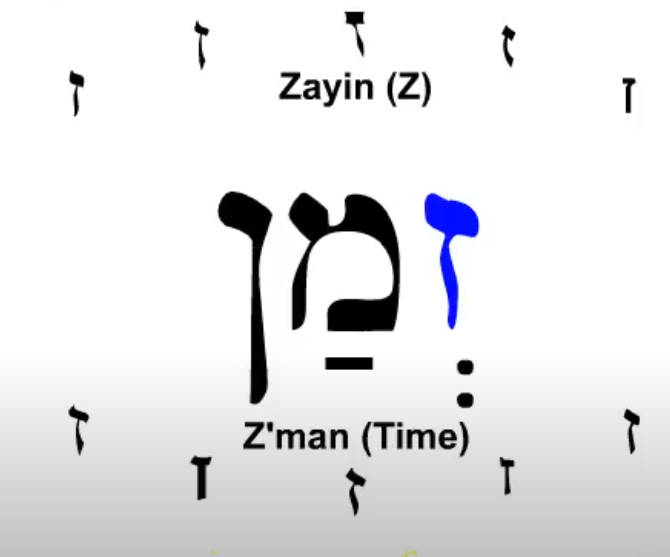 ז ז ז
ז ז
Zayin (Z)
זְמַן
ז ז
Z'man (Time)
ז ז ז